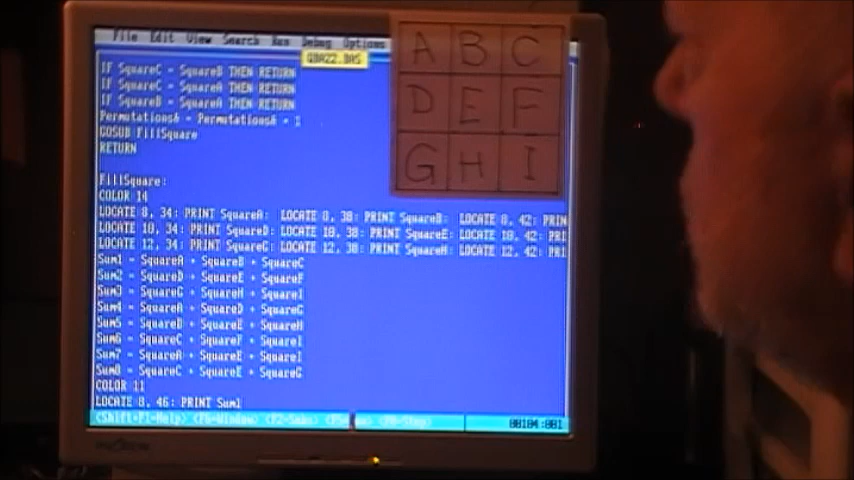 File Edit View Search Run Debug Options
QBA22.BAS
IF SquareC = SquareB THEN RETURN
IF SquareC = SquareA THEN RETURN
IF SquareB = SquareA THEN RETURN
Permutations& = Permutations& + 1
GOSUB FillSquare
RETURN
FillSquare:
COLOR 14
LOCATE 8, 34: PRINT SquareA: LOCATE 8, 38: PRINT SquareB: LOCATE 8, 42: PRIN
LOCATE 10, 34: PRINT SquareD: LOCATE 10, 38: PRINT SquareE: LOCATE 10, 42: PRI
LOCATE 12, 34: PRINT SquareG: LOCATE 12, 38: PRINT SquareH: LOCATE 12, 42: PRI
Sum1 = SquareA + SquareB + SquareC
Sum2 = SquareD + SquareE + SquareF
Sum3 = SquareG + SquareH + SquareI
Sum4 = SquareA + SquareD + SquareG
Sum5 = SquareB + SquareE + SquareH
Sum6 = SquareC + SquareF + SquareI
Sum7 = SquareA + SquareE + SquareI
Sum8 = SquareC + SquareE + SquareG
COLOR 11
LOCATE 8, 46: PRINT Sum1
<Shift+F1=Help> <F6=Window> <F2=Subs> <F5=Run> <F8=Step>
00104:001
A B C
D E F
G H I